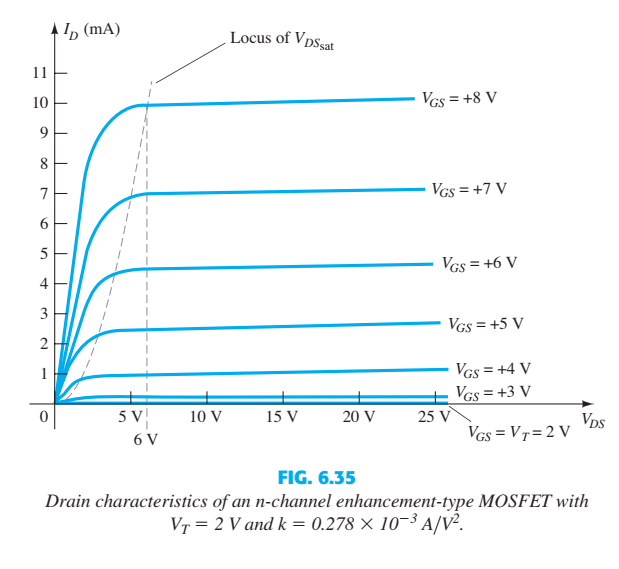 I_D (mA)
Locus of V_DSsat
11
10
9
8
7
6
5
4
3
2
1
0
V_GS = +8 V
V_GS = +7 V
V_GS = +6 V
V_GS = +5 V
V_GS = +4 V
V_GS = +3 V
V_GS = V_T = 2 V
5 V
6 V
10 V
15 V
20 V
25 V
V_DS
FIG. 6.35
Drain characteristics of an n-channel enhancement-type MOSFET with
V_T = 2 V and k = 0.278 × 10⁻³ A/V².